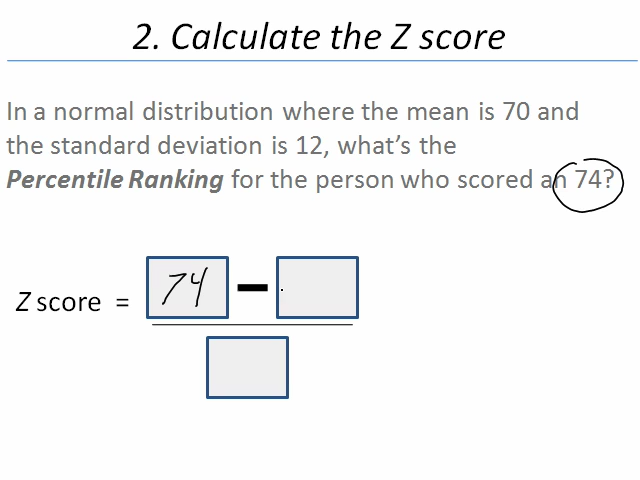 2. Calculate the Z score
In a normal distribution where the mean is 70 and
the standard deviation is 12, what's the
Percentile Ranking for the person who scored an 74?
Z score = 74 –